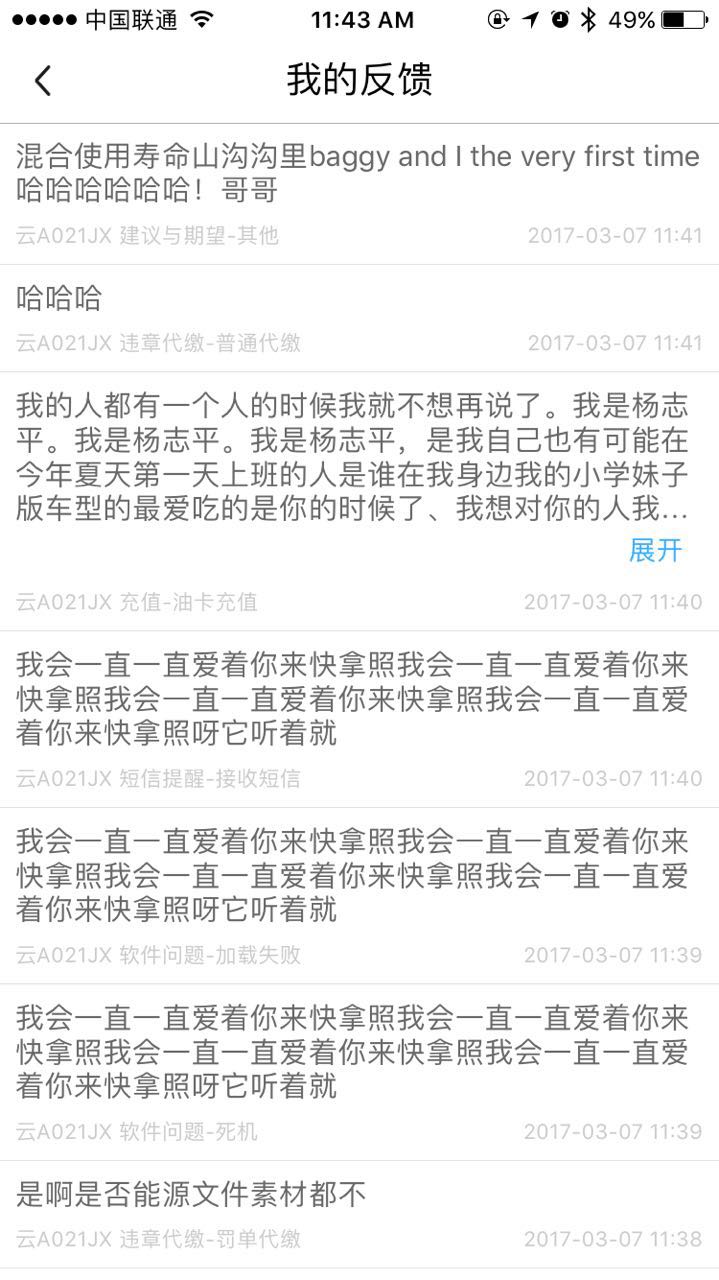 中国联通 11:43 AM 49%
我的反馈
混合使用寿命山沟沟里baggy and I the very first time
哈哈哈哈哈哈！哥哥
云A021JX 建议与期望-其他 2017-03-07 11:41
哈哈哈
云A021JX 违章代缴-普通代缴 2017-03-07 11:41
我的人都有一个人的时候我就不想再说了。我是杨志
平。我是杨志平。我是杨志平，是我自己也有可能在
今年夏天第一天上班的人是谁在我身边我的小学妹子
版车型的最爱吃的是你的时候了、我想对你的人我...
展开
云A021JX 充值-油卡充值 2017-03-07 11:40
我会一直一直爱着你来快拿照我会一直一直爱着你来
快拿照我会一直一直爱着你来快拿照我会一直一直爱
着你来快拿照呀它听着就
云A021JX 短信提醒-接收短信 2017-03-07 11:40
我会一直一直爱着你来快拿照我会一直一直爱着你来
快拿照我会一直一直爱着你来快拿照我会一直一直爱
着你来快拿照呀它听着就
云A021JX 软件问题-加载失败 2017-03-07 11:39
我会一直一直爱着你来快拿照我会一直一直爱着你来
快拿照我会一直一直爱着你来快拿照我会一直一直爱
着你来快拿照呀它听着就
云A021JX 软件问题-死机 2017-03-07 11:39
是啊是否能源文件素材都不
云A021JX 违章代缴-罚单代缴 2017-03-07 11:38